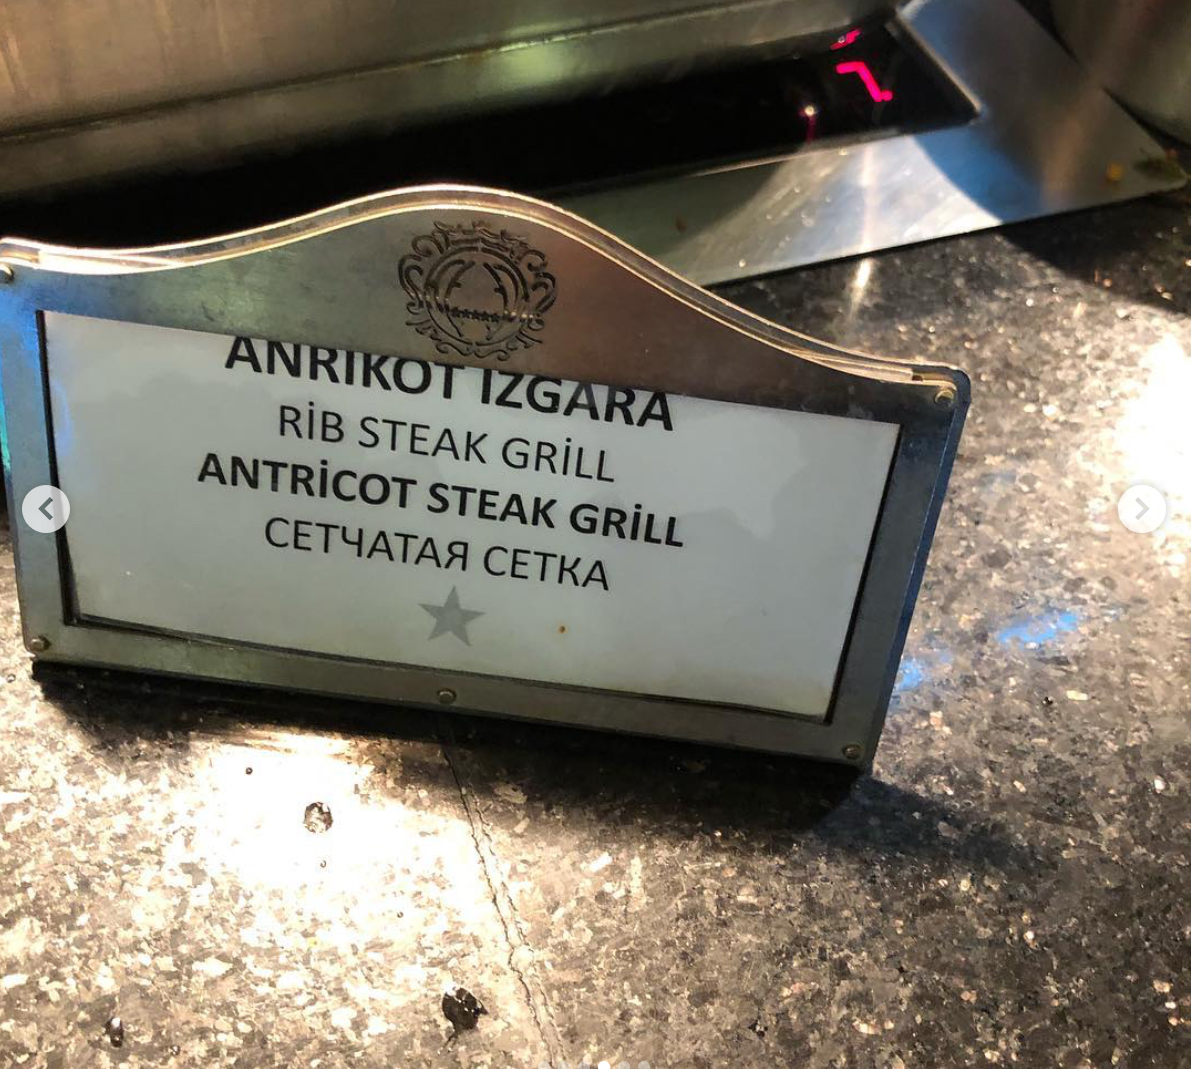 ANRIKOT IZGARA
RİB STEAK GRİLL
ANTRİCOT STEAK GRİLL
СЕТЧАТАЯ СЕТКА